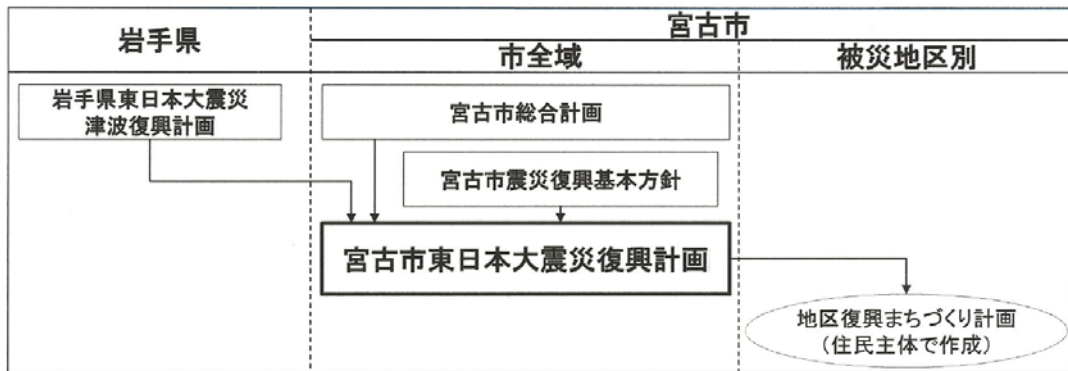 岩手県
宮古市
市全域
被災地区別
岩手県東日本大震災
津波復興計画
宮古市総合計画
宮古市震災復興基本方針
宮古市東日本大震災復興計画
地区復興まちづくり計画
(住民主体で作成)